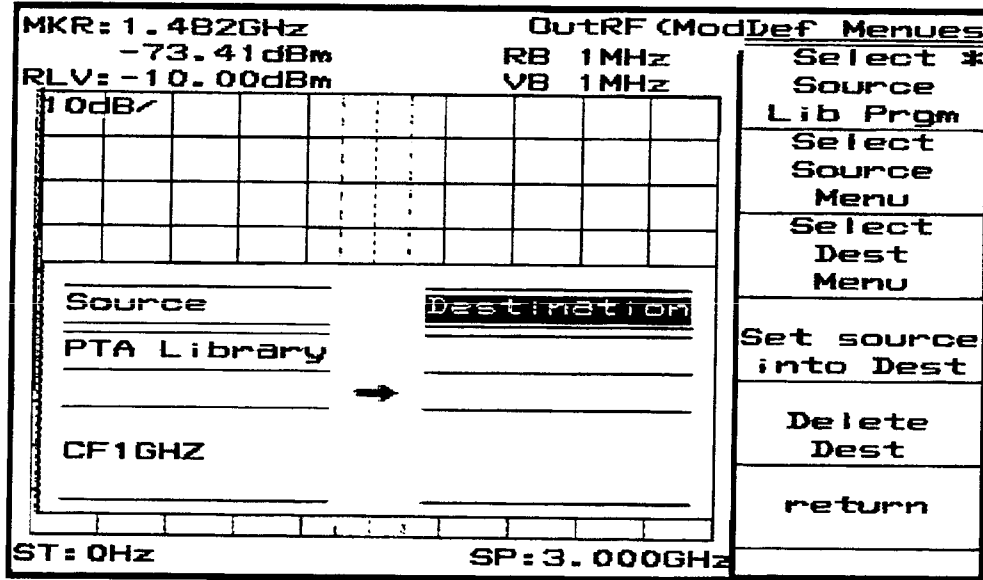 MKR: 1.482GHz
-73.41dBm
RLV: -10.00dBm
OutRF (Mod
RB 1MHz
VB 1MHz
10dB/
Source
PTA Library
CF1GHZ
Destination
ST: 0Hz
SP: 3.000GHz
Def Menues
Select *
Source
Lib Prgm
Select
Source
Menu
Select
Dest
Menu
Set source
into Dest
Delete
Dest
return